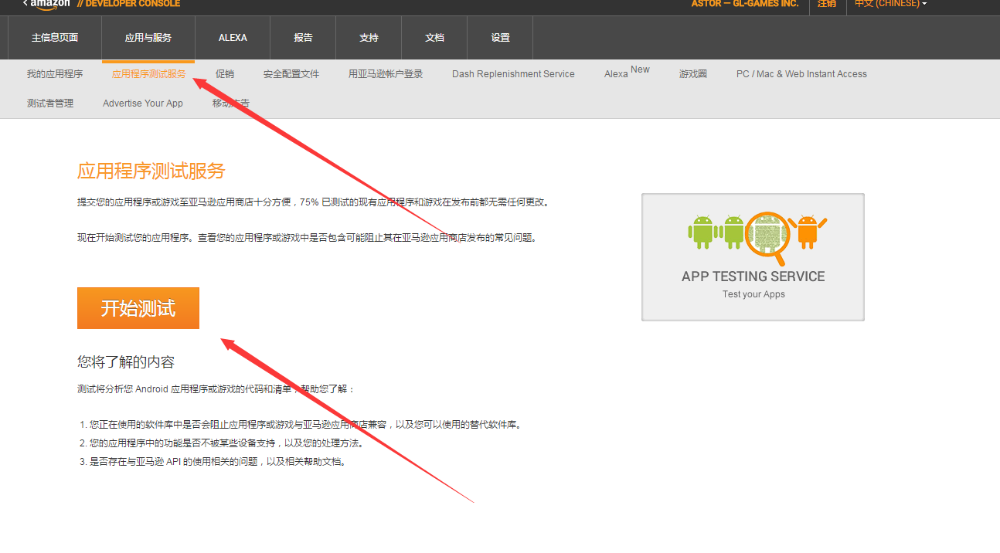 amazon // DEVELOPER CONSOLE
ASTOR — GL-GAMES INC. 注销 中文 (CHINESE)
主信息页面 应用与服务 ALEXA 报告 支持 文档 设置
我的应用程序 应用程序测试服务 促销 安全配置文件 用亚马逊帐户登录 Dash Replenishment Service Alexa New 游戏圈 PC / Mac & Web Instant Access
测试者管理 Advertise Your App 移动广告
应用程序测试服务
提交您的应用程序或游戏至亚马逊应用商店十分方便，75% 已测试的现有应用程序和游戏在发布前都无需任何更改。
现在开始测试您的应用程序。查看您的应用程序或游戏中是否包含可能阻止其在亚马逊应用商店发布的常见问题。
APP TESTING SERVICE
Test your Apps
开始测试
您将了解的内容
测试将分析您 Android 应用程序或游戏的代码和清单，帮助您了解：
1. 您正在使用的软件库中是否会阻止应用程序或游戏与亚马逊应用商店兼容，以及您可以使用的替代软件库。
2. 您的应用程序中的功能是否不被某些设备支持，以及您的处理方法。
3. 是否存在与亚马逊 API 的使用相关的问题，以及相关帮助文档。